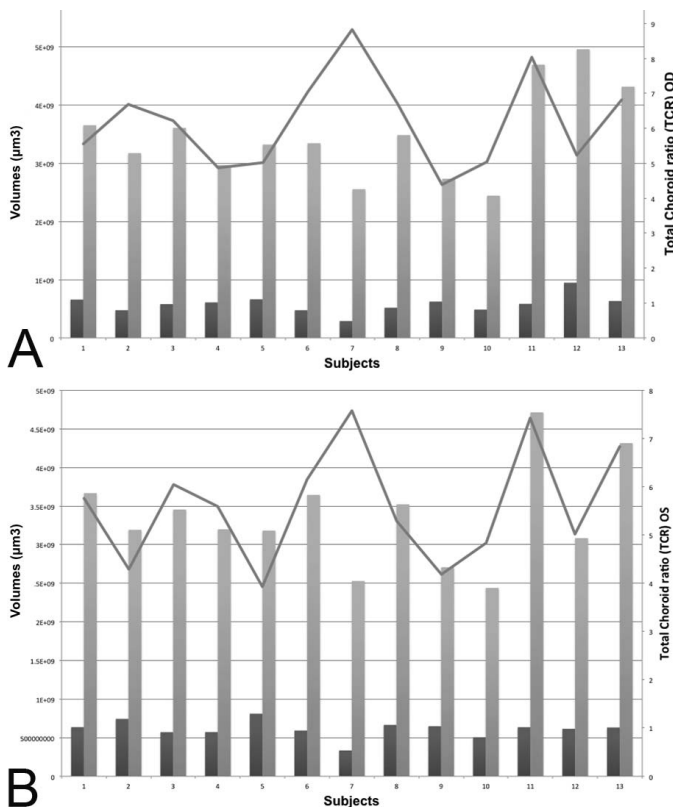 5E+09
4E+09
3E+09
2E+09
1E+09
0
Volumes (µm3)
9
8
7
6
5
4
3
2
1
0
Total Choroid ratio (TCR) OD
1 2 3 4 5 6 7 8 9 10 11 12 13
Subjects
A
5E+09
4.5E+09
4E+09
3.5E+09
3E+09
.5E+09
2E+09
1.5E+09
1E+09
500000000
0
Volumes (µm3)
8
7
6
5
4
3
2
1
0
Total Choroid ratio (TCR) OS
1 2 3 4 5 6 7 8 9 10 11 12 13
Subjects
B